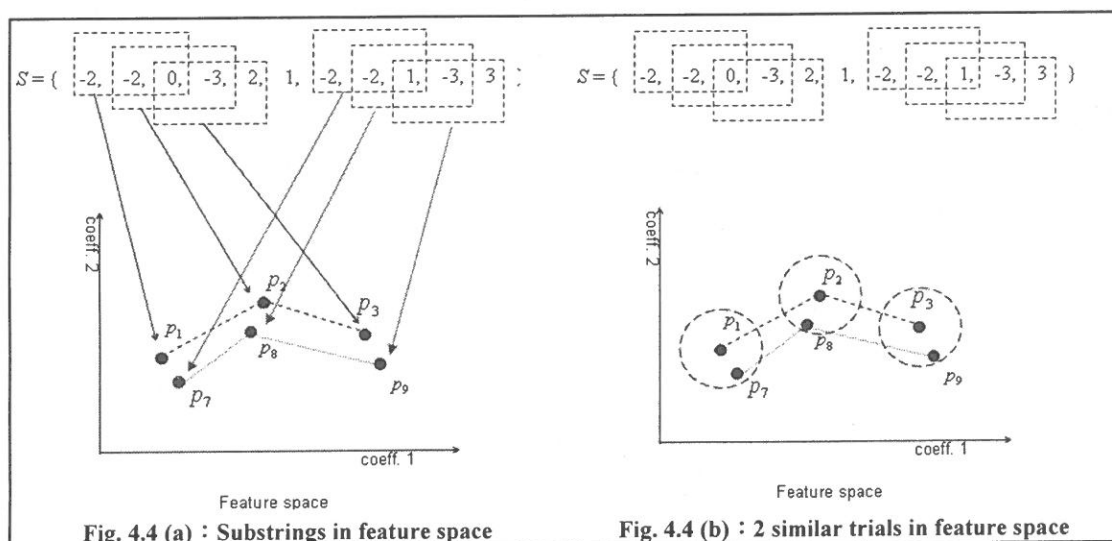 S = { -2, -2, 0, -3, 2, 1, -2, -2, 1, -3, 3 }
coeff. 2
p2
p3
p1
p8
p9
p7
coeff. 1
Feature space
Fig. 4.4 (a) : Substrings in feature space
S = { -2, -2, 0, -3, 2, 1, -2, -2, 1, -3, 3 }
coeff. 2
p2
p3
p1
p8
p9
p7
coeff. 1
Feature space
Fig. 4.4 (b) : 2 similar trials in feature space